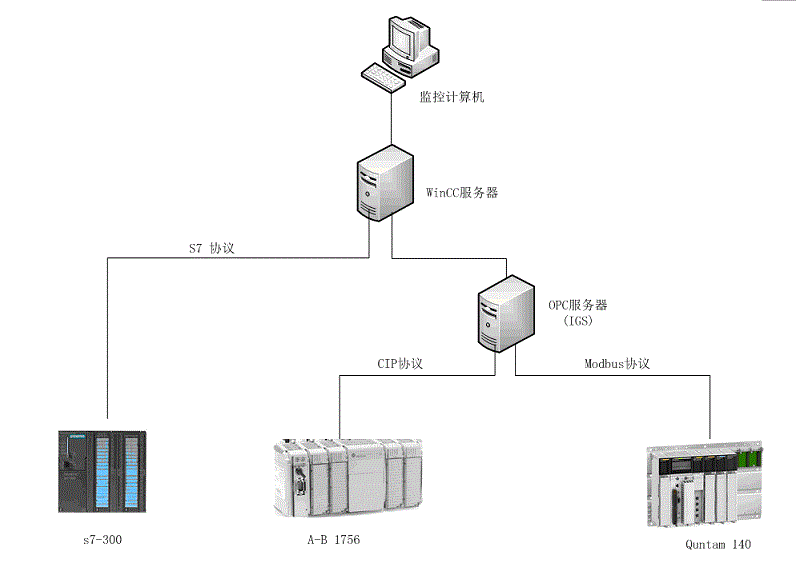 监控计算机
WinCC服务器
S7 协议
OPC服务器
(IGS)
CIP协议
Modbus协议
s7-300
A-B 1756
Quntam 140